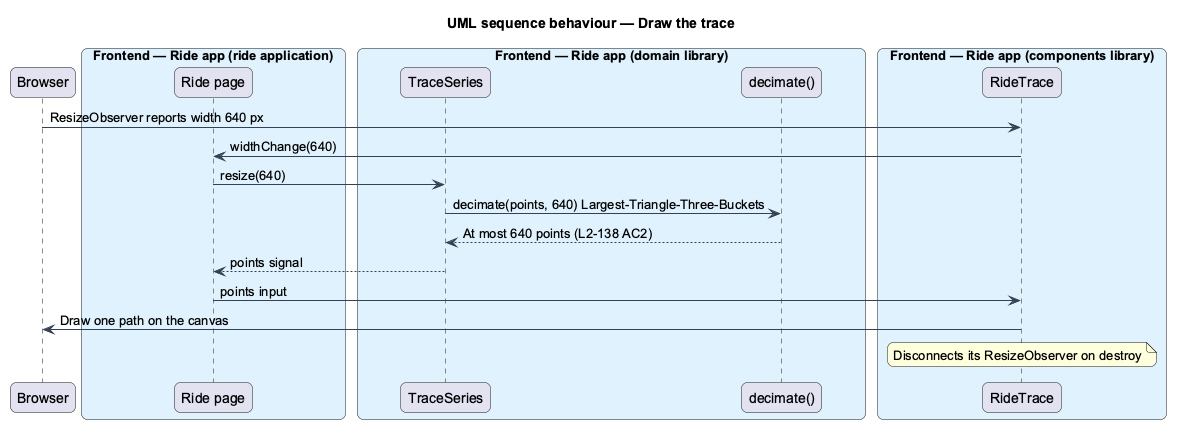 UML sequence behaviour — Draw the trace
Frontend — Ride app (ride application)
Frontend — Ride app (domain library)
Frontend — Ride app (components library)
Browser
Ride page
TraceSeries
decimate()
RideTrace
ResizeObserver reports width 640 px
widthChange(640)
resize(640)
decimate(points, 640) Largest-Triangle-Three-Buckets
At most 640 points (L2-138 AC2)
points signal
points input
Draw one path on the canvas
Disconnects its ResizeObserver on destroy
Browser
Ride page
TraceSeries
decimate()
RideTrace